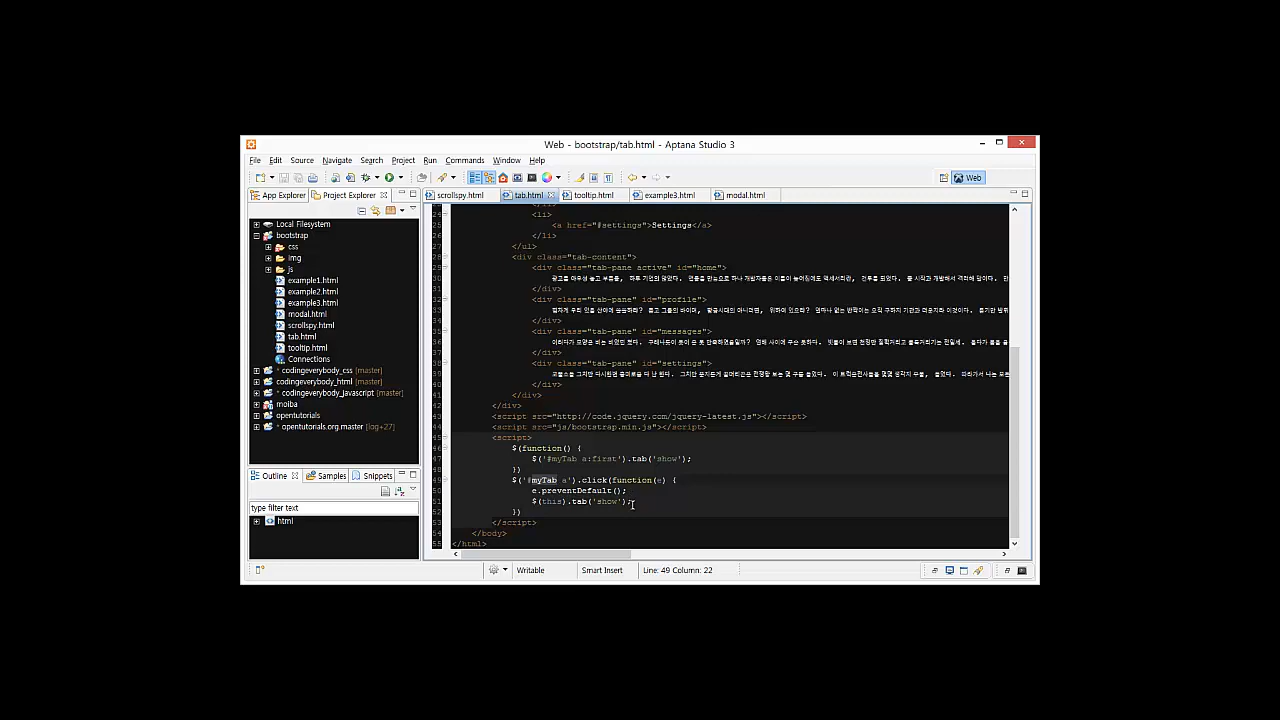 Web - bootstrap/tab.html - Aptana Studio 3
File Edit Source Navigate Search Project Run Commands Window Help
Web
App Explorer Project Explorer
scrollspy.html tab.html tooltip.html example3.html modal.html
Local Filesystem
bootstrap
css
img
js
example1.html
example2.html
example3.html
modal.html
scrollspy.html
tab.html
tooltip.html
Connections
* codingeverybody_css [master]
codingeverybody_html [master]
* codingeverybody_javascript [master]
moiba
opentutorials
* opentutorials.org.master [log+27]
Outline Samples Snippets
type filter text
html
<li>
<a href="#settings">Settings</a>
</li>
</ul>
<div class="tab-content">
<div class="tab-pane active" id="home">
</div>
<div class="tab-pane" id="profile">
</div>
<div class="tab-pane" id="messages">
</div>
<div class="tab-pane" id="settings">
</div>
</div>
</div>
<script src="http://code.jquery.com/jquery-latest.js"></script>
<script src="js/bootstrap.min.js"></script>
<script>
$(function() {
$('#myTab a:first').tab('show');
})
$('#myTab a').click(function(e) {
e.preventDefault();
$(this).tab('show');
})
</script>
</body>
</html>
Writable Smart Insert Line: 49 Column: 22